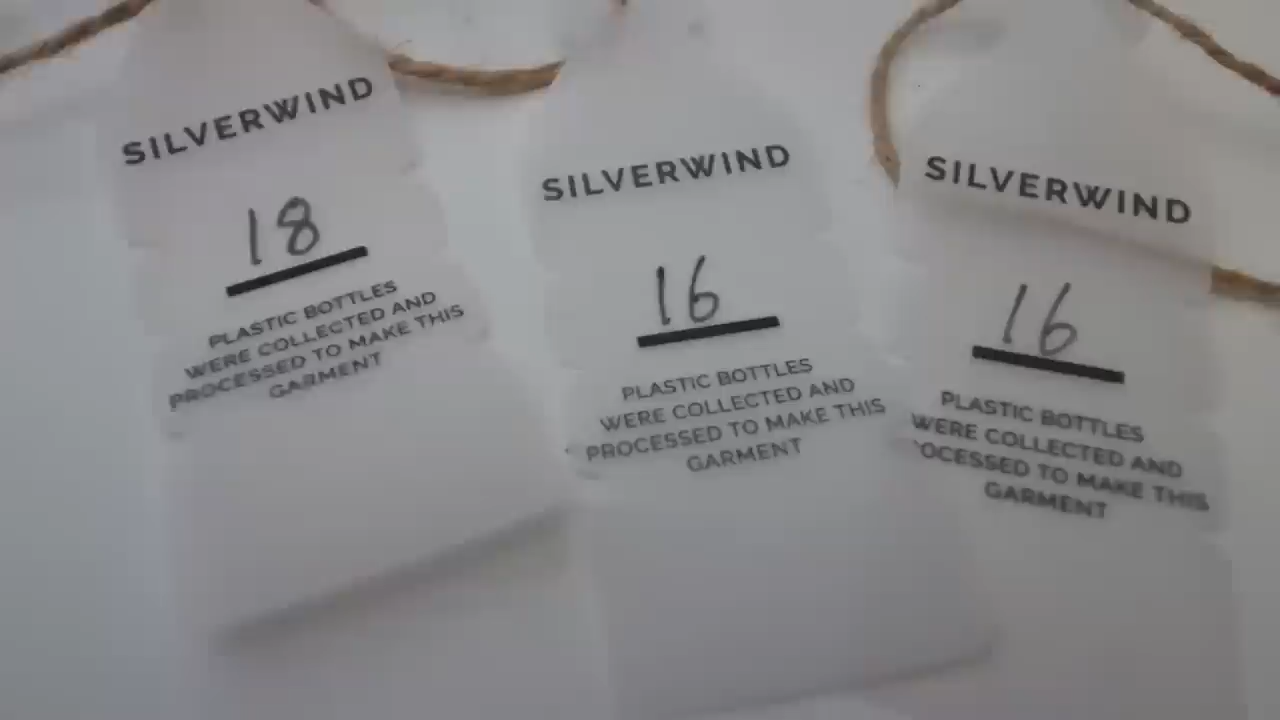 SILVERWIND
18
PLASTIC BOTTLES
WERE COLLECTED AND
PROCESSED TO MAKE THIS
GARMENT
SILVERWIND
16
PLASTIC BOTTLES
WERE COLLECTED AND
PROCESSED TO MAKE THIS
GARMENT
SILVERWIND
16
PLASTIC BOTTLES
WERE COLLECTED AND
OCESSED TO MAKE THIS
GARMENT